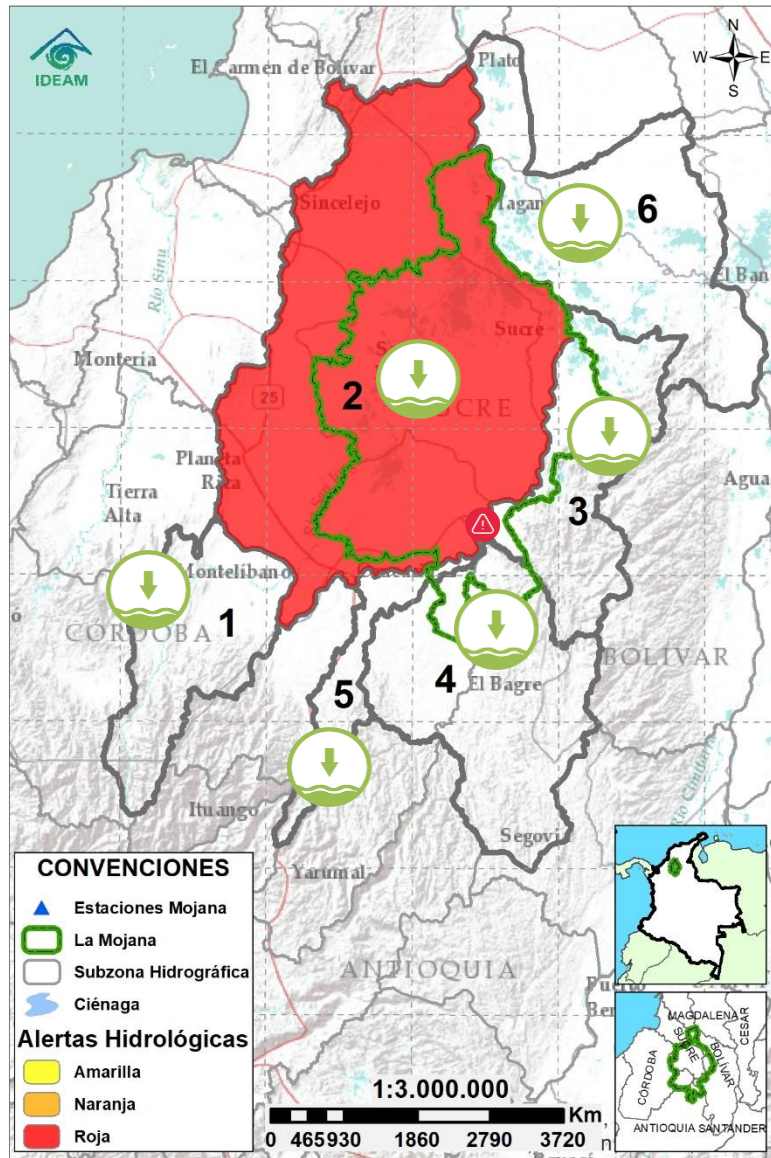 IDEAM
N
W E
S
El Carmen de Bolívar
Plato
6
Sincelejo
Magan
El Ban
Río Sinú
Sucre
Montería
2
25
CRE
Planeta
Rica
Agua
Tierra
Alta
3
Montelíbano
1
CÓRDOBA
BOLÍVAR
4
El Bagre
5
Ituango
Segovi
Yarumal
ANTIOQUIA
Puerto
Ber
CONVENCIONES
Estaciones Mojana
La Mojana
Subzona Hidrográfica
Ciénaga
Alertas Hidrológicas
Amarilla
Naranja
Roja
1:3.000.000
Km
0 465930 1860 2790 3720
MAGDALENA
CESAR
SUCRE
BOLÍVAR
CÓRDOBA
ANTIOQUIA SANTANDER